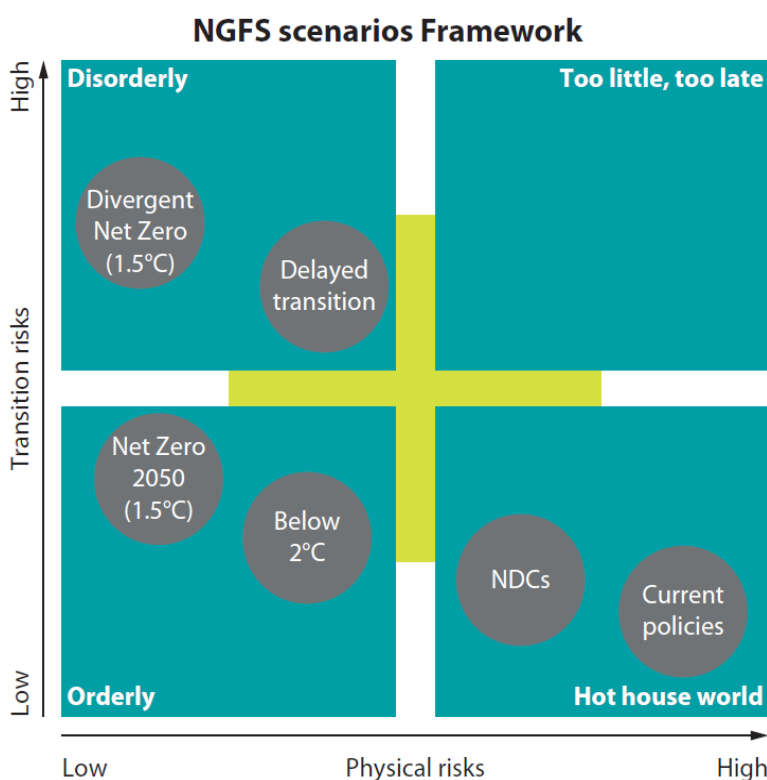 NGFS scenarios Framework
High
Transition risks
Low
Disorderly
Too little, too late
Divergent
Net Zero
(1.5°C)
Delayed
transition
Net Zero
2050
(1.5°C)
Below
2°C
NDCs
Current
policies
Orderly
Hot house world
Low
Physical risks
High